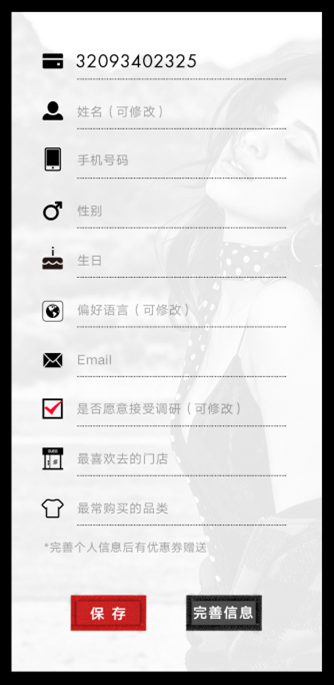 32093402325
姓名（可修改）
手机号码
性别
生日
偏好语言（可修改）
Email
是否愿意接受调研（可修改）
最喜欢去的门店
最常购买的品类
*完善个人信息后有优惠券赠送
保 存
完善信息